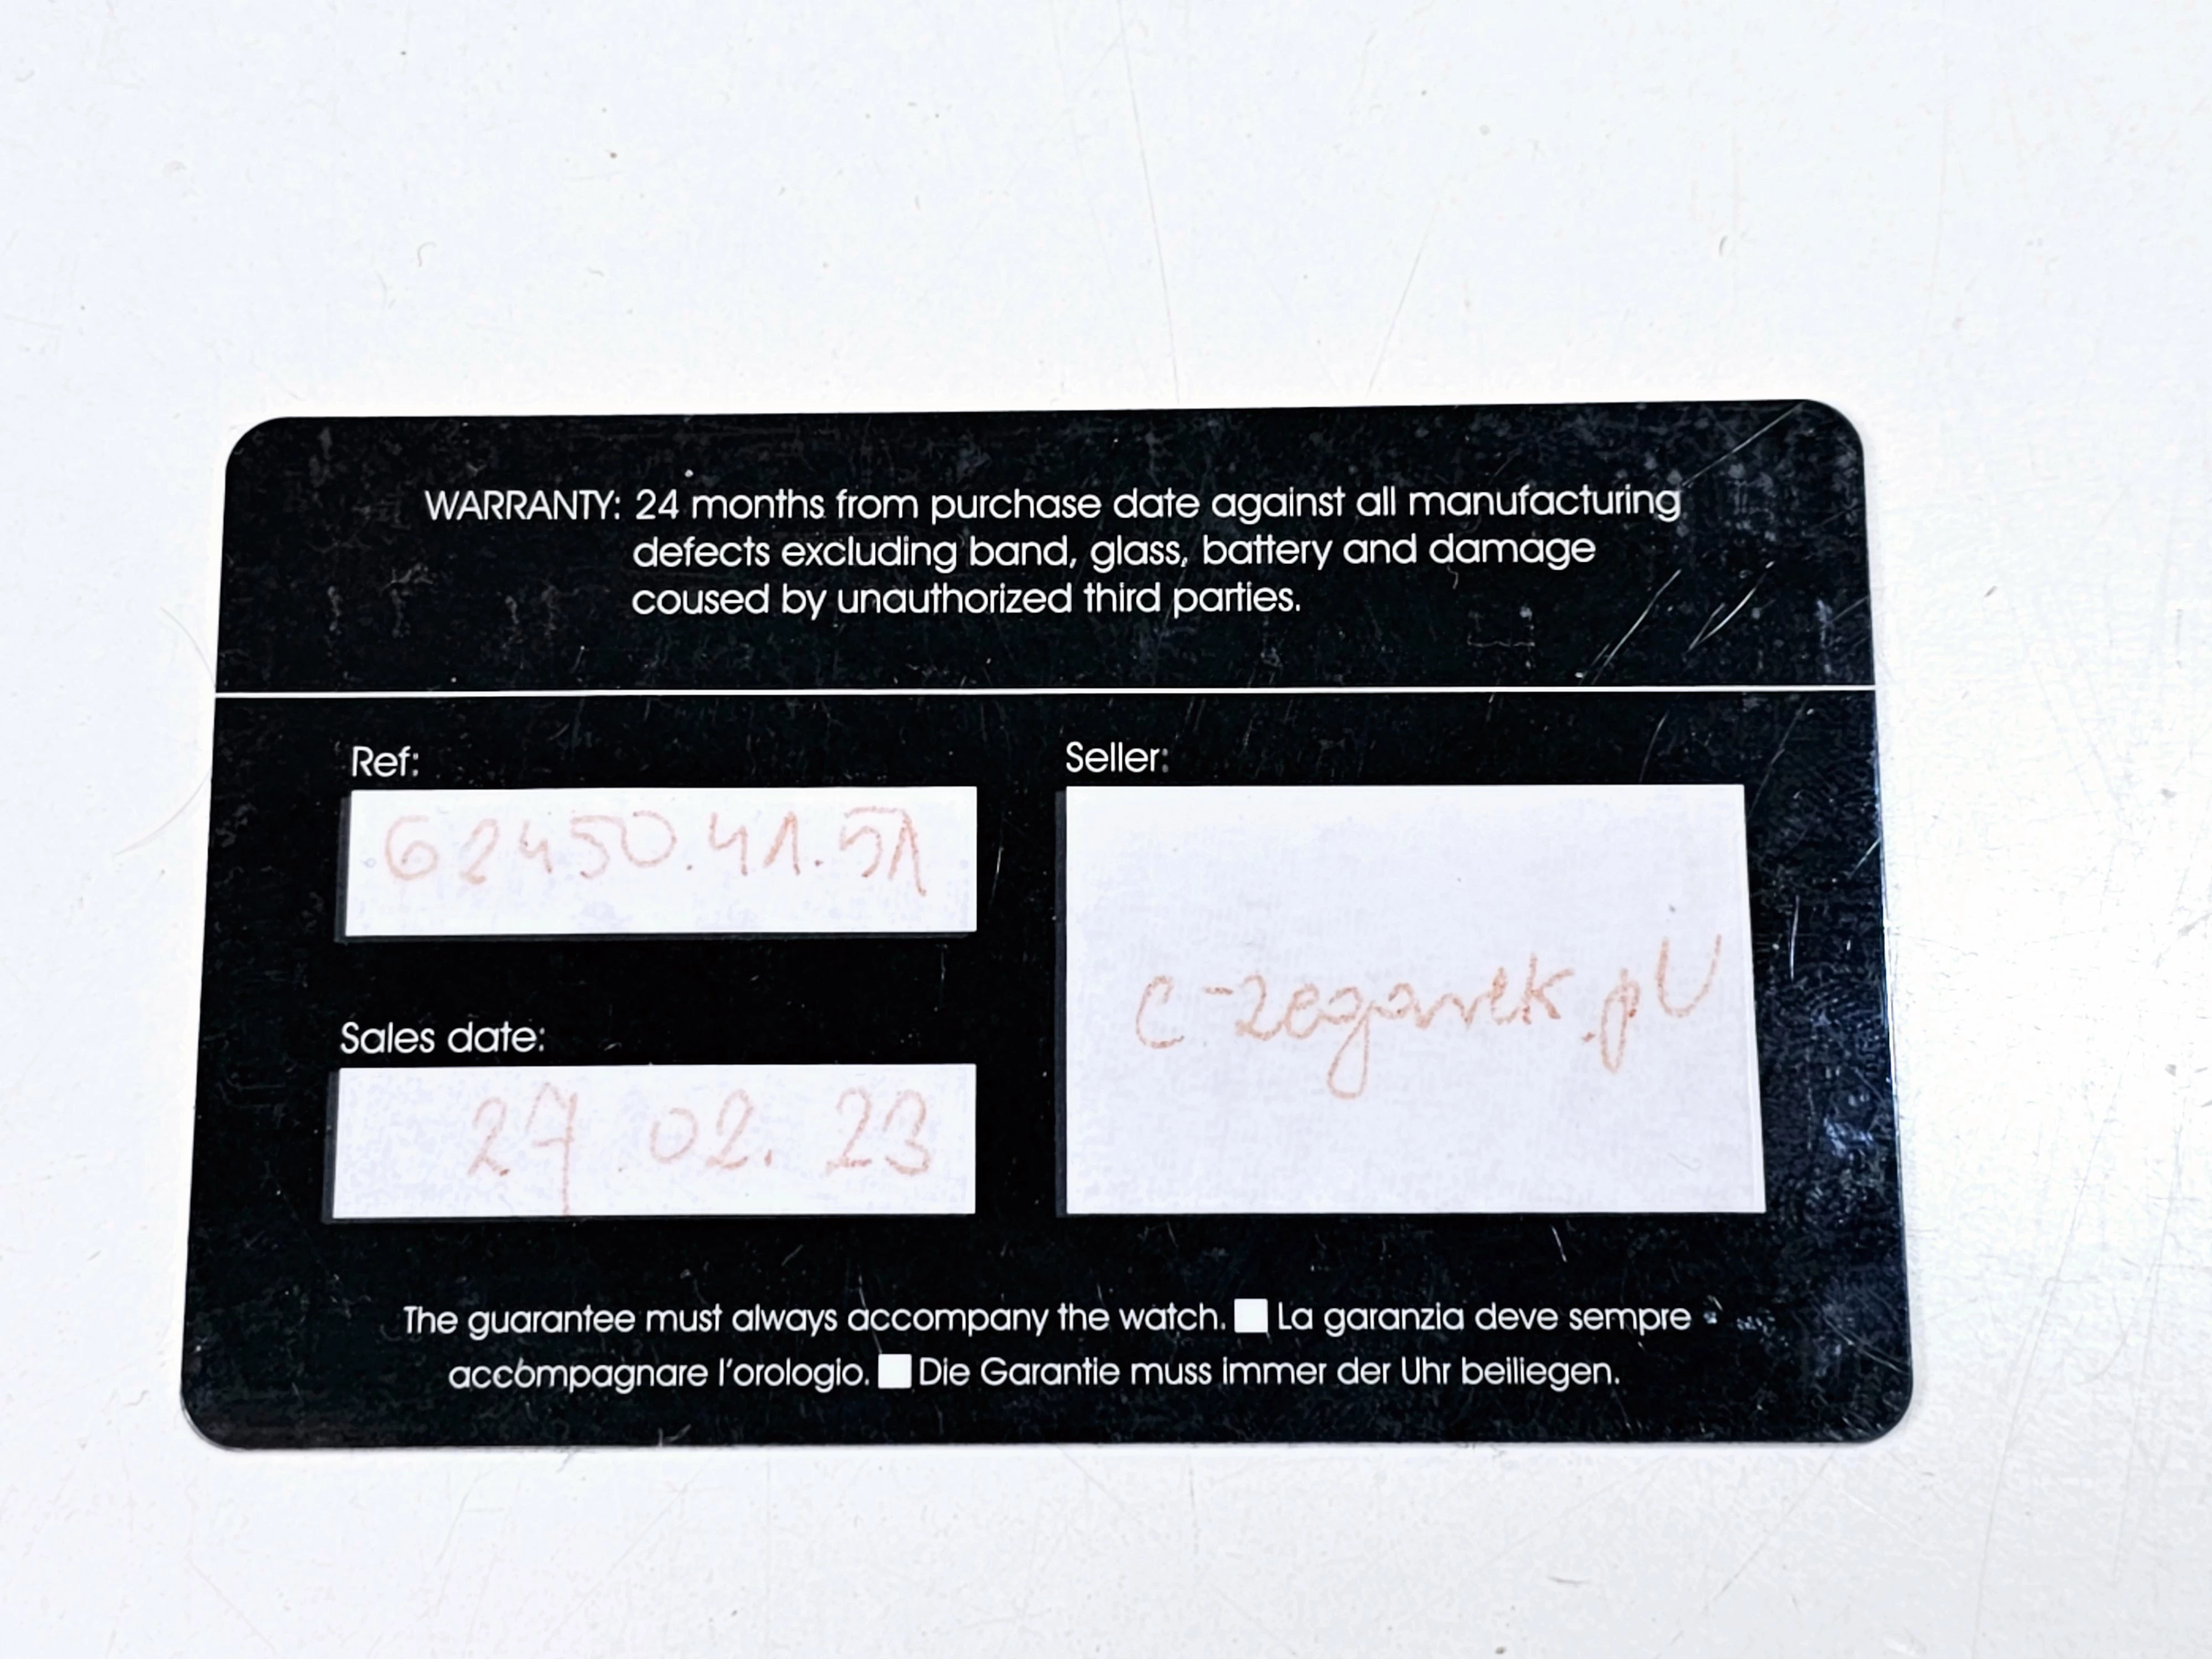 WARRANTY: 24 months from purchase date against all manufacturing
defects excluding band, glass, battery and damage
coused by unauthorized third parties.
Ref:
62450.41.51
Sales date:
27 02. 23
Seller:
e-zegarek.pl
The guarantee must always accompany the watch. ■ La garanzia deve sempre
accompagnare l'orologio. ■ Die Garantie muss immer der Uhr beiliegen.